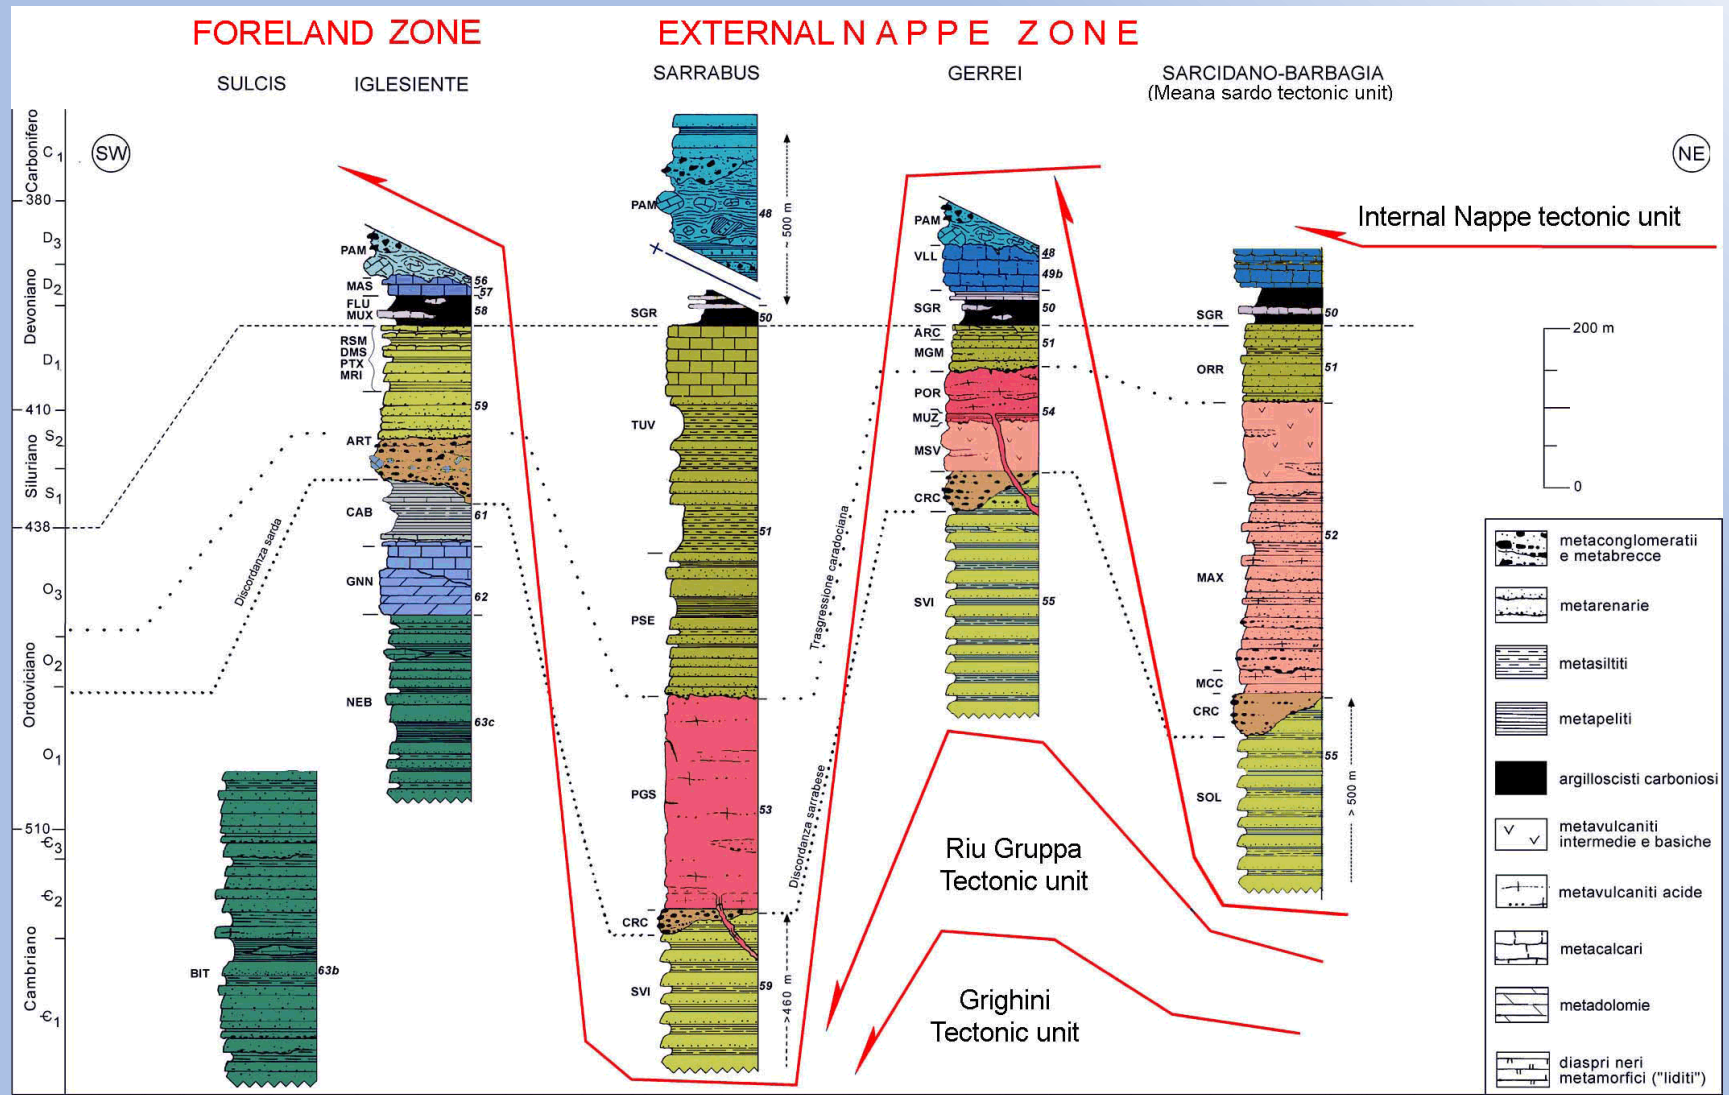 FORELAND ZONE
EXTERNAL NAPPE ZONE
SULCIS
IGLESIENTE
SARRABUS
GERREI
SARCIDANO-BARBAGIA
(Meana sardo tectonic unit)
SW
NE
Internal Nappe tectonic unit
Carbonifero
C1
380
Devoniano
D3
D2
D1
410
Siluriano
S2
S1
438
Ordoviciano
O3
O2
O1
510
Cambriano
Є3
Є2
Є1
BIT
63b
PAM
MAS
FLU
MUX
RSM
DMS
PTX
MRI
ART
CAB
GNN
NEB
56
57
58
59
61
62
63c
Discordanza sarda
PAM
48
~ 500 m
SGR
50
TUV
51
PSE
PGS
53
CRC
SVI
59
>460 m
Trasgressione caradociana
Discordanza sarrabese
PAM
VLL
SGR
ARC
MGM
POR
MUZ
MSV
CRC
SVI
48
49b
50
51
54
55
Riu Gruppa
Tectonic unit
Grighini
Tectonic unit
SGR
50
ORR
51
MAX
52
MCC
CRC
SOL
55
> 500 m
200 m
0
metaconglomeratii
e metabrecce
metarenarie
metasiltiti
metapeliti
argilloscisti carboniosi
metavulcaniti
intermedie e basiche
metavulcaniti acide
metacalcari
metadolomie
diaspri neri
metamorfici ("liditi")